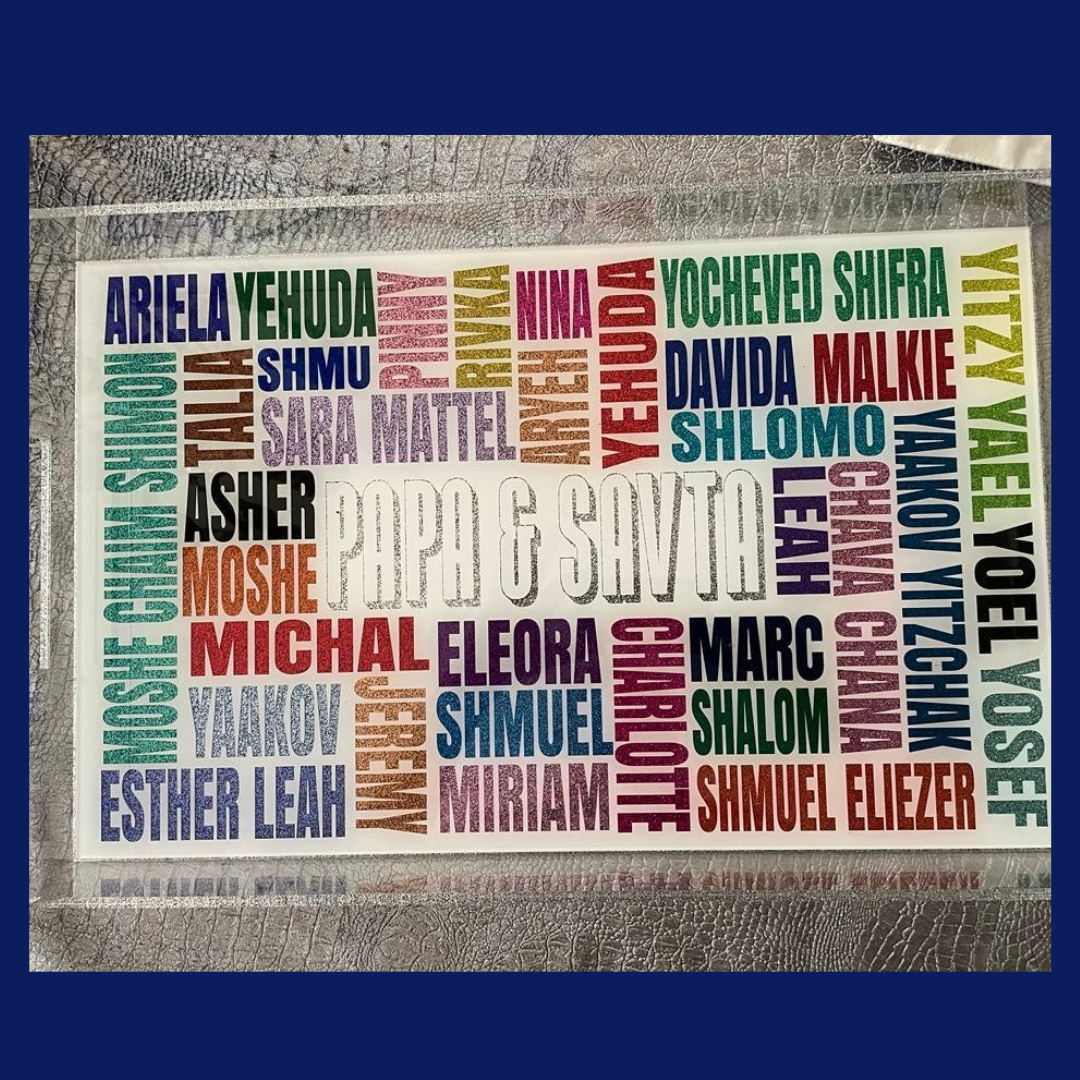 ARIELA
YEHUDA
PERRY
RIVKA
NINA
YEHUDA
YOCHEVED SHIFRA
YITZY
YAEL
YOEL
YOSEF
MOSHE CHAIM SHIMON
TALIA
SHMU
SARA MATTEL
ARYEH
DAVIDA
MALKIE
SHLOMO
YAAKOV YITZCHAK
ASHER
MOSHE
PAPA & SAVTA
LEAH
CHAVA CHANA
MICHAL
ELEORA
CHARLOTTE
MARC
YAAKOV
JEREMY
SHMUEL
SHALOM
ESTHER LEAH
MIRIAM
SHMUEL ELIEZER